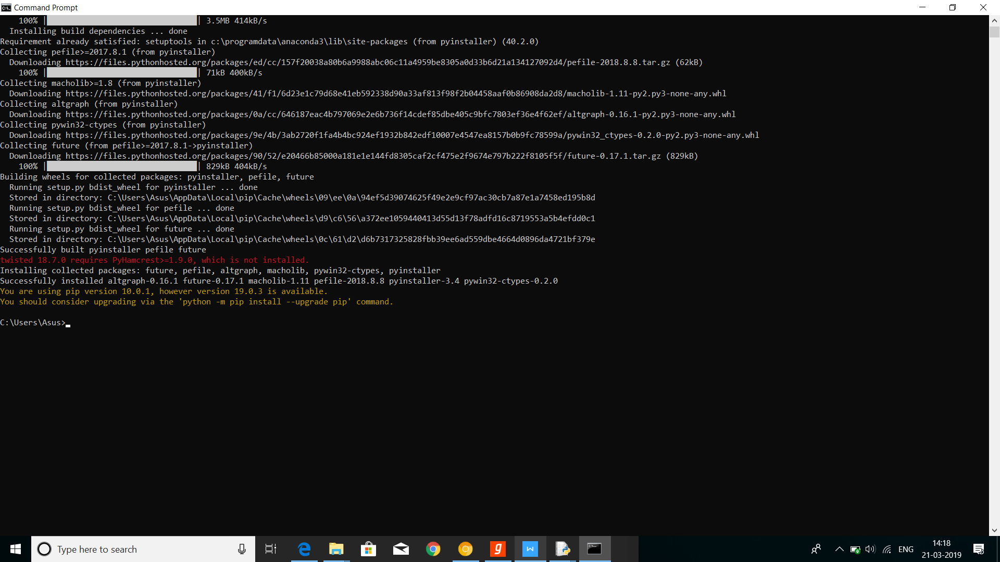 Command Prompt
100% | | 3.5MB 414kB/s
Installing build dependencies ... done
Requirement already satisfied: setuptools in c:\programdata\anaconda3\lib\site-packages (from pyinstaller) (40.2.0)
Collecting pefile>=2017.8.1 (from pyinstaller)
Downloading https://files.pythonhosted.org/packages/ed/cc/157f20038a80b6a9988abc06c11a4959be8305a0d33b6d21a134127092d4/pefile-2018.8.8.tar.gz (62kB)
100% | | 71kB 400kB/s
Collecting macholib>=1.8 (from pyinstaller)
Downloading https://files.pythonhosted.org/packages/41/f1/6d23e1c79d68e41eb592338d90a33af813f98f2b04458aaf0b86908da2d8/macholib-1.11-py2.py3-none-any.whl
Collecting altgraph (from pyinstaller)
Downloading https://files.pythonhosted.org/packages/0a/cc/646187eac4b797069e2e6b736f14cdef85dbe405c9bfc7803ef36e4f62ef/altgraph-0.16.1-py2.py3-none-any.whl
Collecting pywin32-ctypes (from pyinstaller)
Downloading https://files.pythonhosted.org/packages/9e/4b/3ab2720f1fa4b4bc924ef1932b842edf10007e4547ea8157b0b9fc78599a/pywin32_ctypes-0.2.0-py2.py3-none-any.whl
Collecting future (from pefile>=2017.8.1->pyinstaller)
Downloading https://files.pythonhosted.org/packages/90/52/e20466b85000a181e1e144fd8305caf2cf475e2f9674e797b222f8105f5f/future-0.17.1.tar.gz (829kB)
100% | | 829kB 404kB/s
Building wheels for collected packages: pyinstaller, pefile, future
Running setup.py bdist_wheel for pyinstaller ... done
Stored in directory: C:\Users\Asus\AppData\Local\pip\Cache\wheels\09\ee\0a\94ef5d39074625f49e2e9cf97ac30cb7a87e1a7458ed195b8d
Running setup.py bdist_wheel for pefile ... done
Stored in directory: C:\Users\Asus\AppData\Local\pip\Cache\wheels\d9\c6\56\a372ee1059440413d55d13f78adfd16c8719553a5b4efdd0c1
Running setup.py bdist_wheel for future ... done
Stored in directory: C:\Users\Asus\AppData\Local\pip\Cache\wheels\0c\61\d2\d6b7317325828fbb39ee6ad559dbe4664d0896da4721bf379e
Successfully built pyinstaller pefile future
twisted 18.7.0 requires PyHamcrest>=1.9.0, which is not installed.
Installing collected packages: future, pefile, altgraph, macholib, pywin32-ctypes, pyinstaller
Successfully installed altgraph-0.16.1 future-0.17.1 macholib-1.11 pefile-2018.8.8 pyinstaller-3.4 pywin32-ctypes-0.2.0
You are using pip version 10.0.1, however version 19.0.3 is available.
You should consider upgrading via the 'python -m pip install --upgrade pip' command.
C:\Users\Asus>
Type here to search
ENG
14:18
21-03-2019